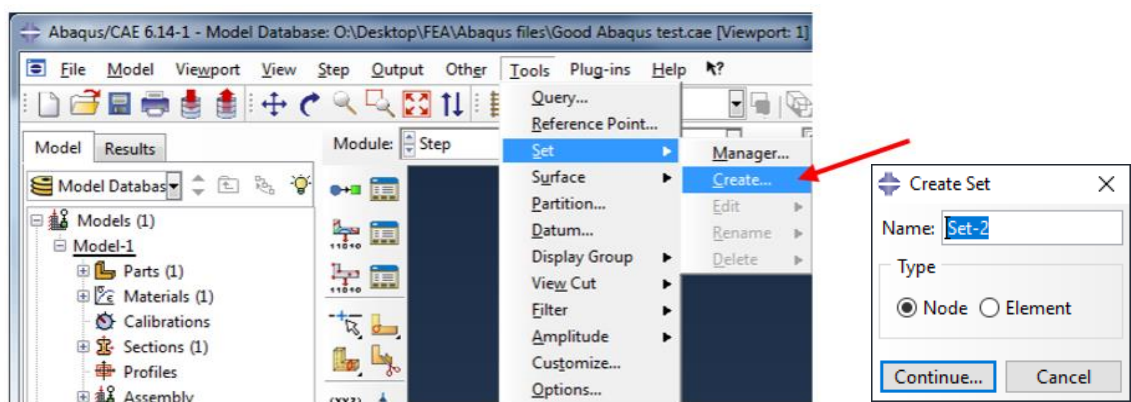 Abaqus/CAE 6.14-1 - Model Database: O:\Desktop\FEA\Abaqus files\Good Abaqus test.cae [Viewport: 1]
File Model Viewport View Step Output Other Tools Plug-ins Help
Model Results
Module: Step
Model Databas
Models (1)
Model-1
Parts (1)
Materials (1)
Calibrations
Sections (1)
Profiles
Assembly
Query...
Reference Point...
Set
Surface
Partition...
Datum...
Display Group
View Cut
Filter
Amplitude
Customize...
Options...
Manager...
Create...
Edit
Rename
Delete
Create Set
Name: Set-2
Type
Node Element
Continue... Cancel